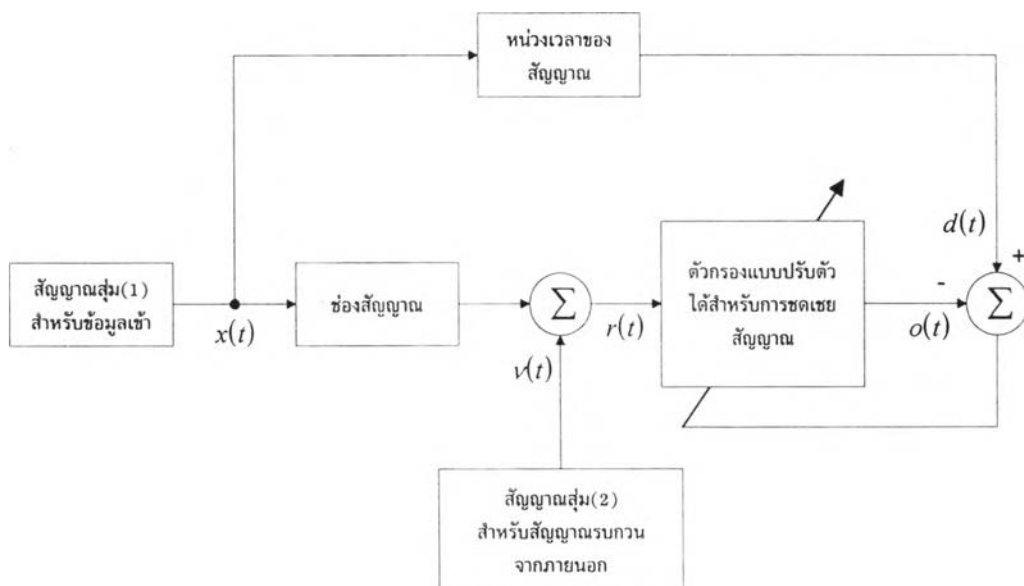 หน่วงเวลาของ
สัญญาณ
d(t)
+
สัญญาณสุ่ม(1)
สำหรับข้อมูลเข้า
x(t)
ช่องสัญญาณ
Σ
r(t)
v(t)
ตัวกรองแบบปรับตัว
ได้สำหรับการชดเชย
สัญญาณ
-
o(t)
Σ
สัญญาณสุ่ม(2)
สำหรับสัญญาณรบกวน
จากภายนอก